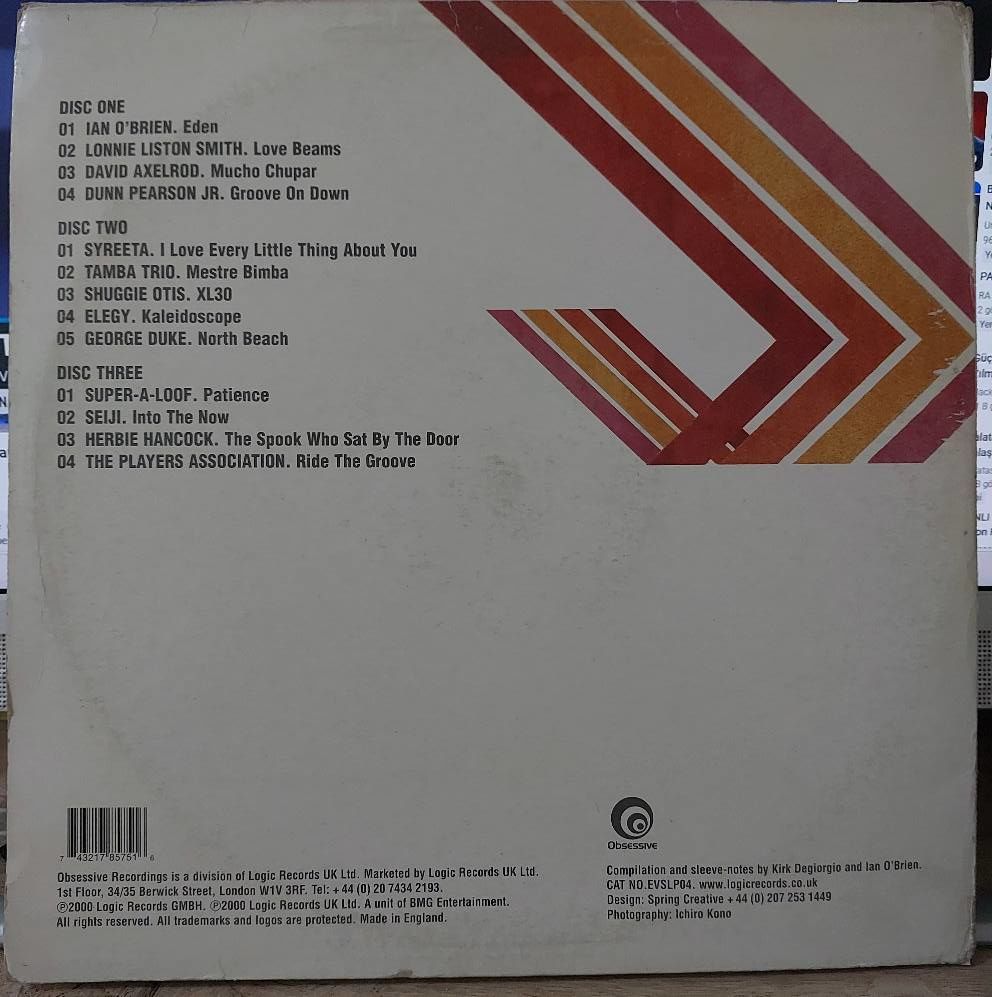 DISC ONE
01 IAN O'BRIEN. Eden
02 LONNIE LISTON SMITH. Love Beams
03 DAVID AXELROD. Mucho Chupar
04 DUNN PEARSON JR. Groove On Down
DISC TWO
01 SYREETA. I Love Every Little Thing About You
02 TAMBA TRIO. Mestre Bimba
03 SHUGGIE OTIS. XL30
04 ELEGY. Kaleidoscope
05 GEORGE DUKE. North Beach
DISC THREE
01 SUPER-A-LOOF. Patience
02 SEIJI. Into The Now
03 HERBIE HANCOCK. The Spook Who Sat By The Door
04 THE PLAYERS ASSOCIATION. Ride The Groove
7 43217 85751 6
Obsessive Recordings is a division of Logic Records UK Ltd. Marketed by Logic Records UK Ltd.
1st Floor, 34/35 Berwick Street, London W1V 3RF. Tel: + 44 (0) 20 7434 2193.
℗2000 Logic Records GMBH. ℗2000 Logic Records UK Ltd. A unit of BMG Entertainment.
All rights reserved. All trademarks and logos are protected. Made in England.
OBSESSIVE
Compilation and sleeve-notes by Kirk Degiorgio and Ian O'Brien.
CAT NO.EVSLP04. www.logicrecords.co.uk
Design: Spring Creative + 44 (0) 207 253 1449
Photography: Ichiro Kono